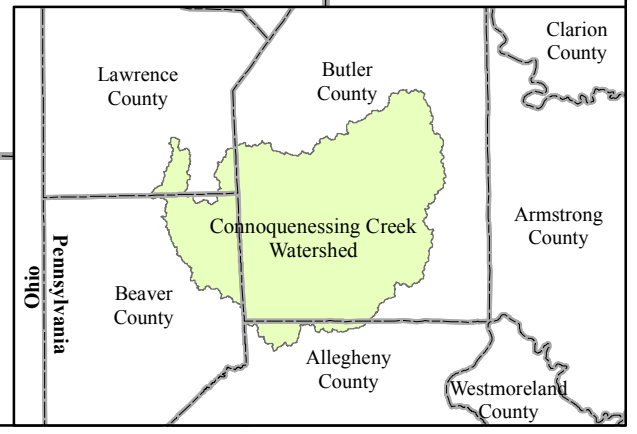 Clarion
County
Lawrence
County
Butler
County
Connoquenessing Creek
Watershed
Armstrong
County
Pennsylvania
Ohio
Beaver
County
Allegheny
County
Westmoreland
County